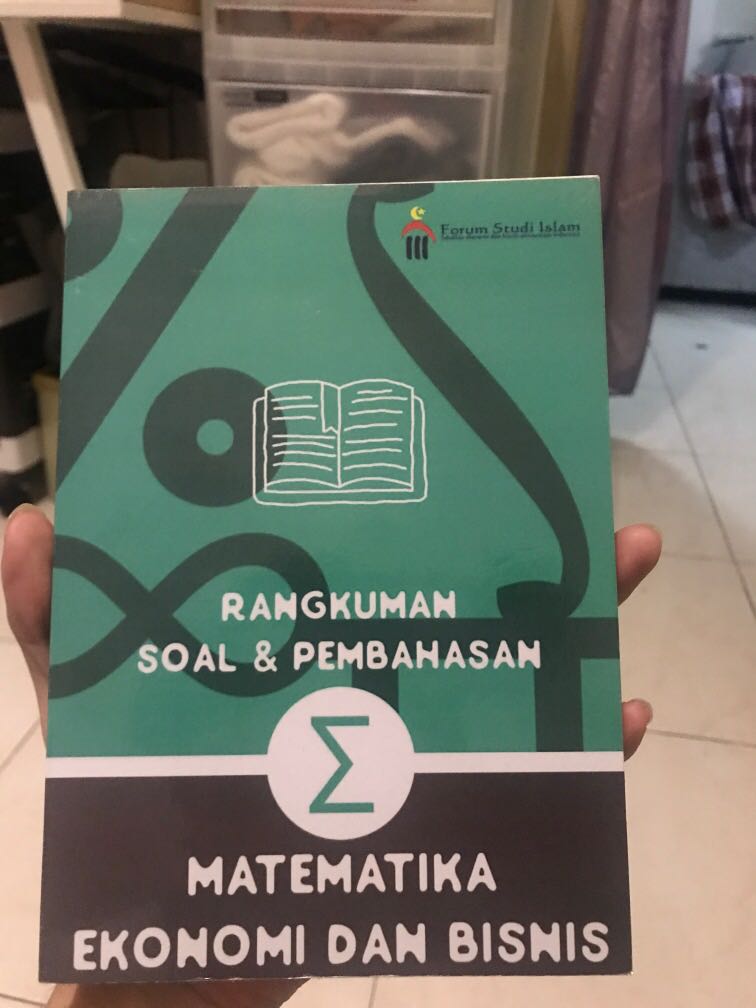 Forum Studi Islam
RANGKUMAN
SOAL & PEMBAHASAN
Σ
MATEMATIKA
EKONOMI DAN BISNIS